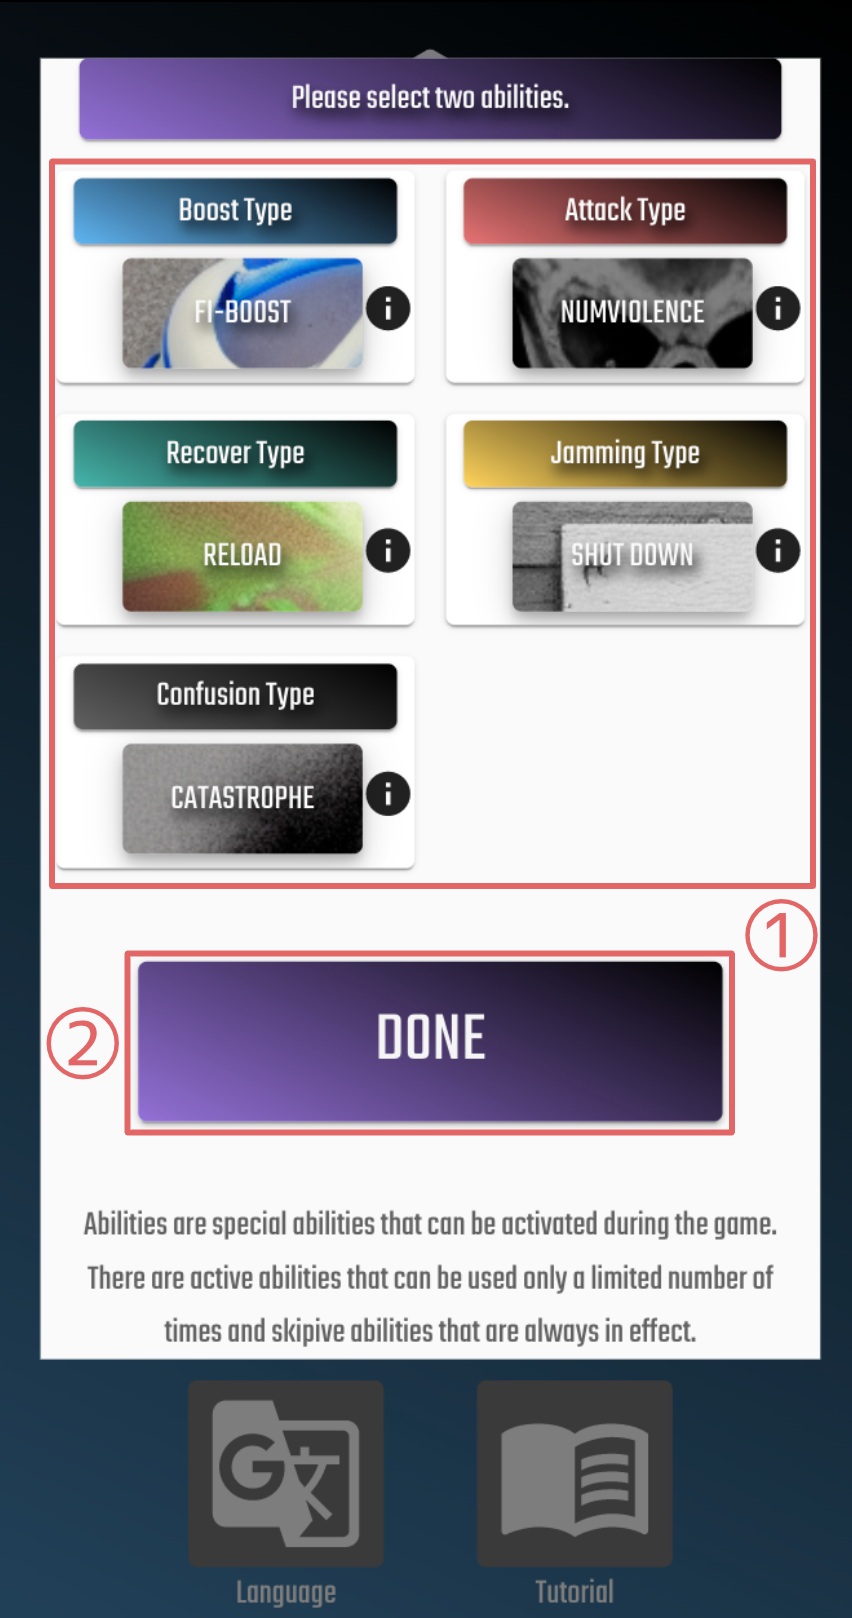 Please select two abilities.
Boost Type
Attack Type
FI-BOOST
NUMVIOLENCE
Recover Type
Jamming Type
RELOAD
SHUT DOWN
Confusion Type
CATASTROPHE
①
②
DONE
Abilities are special abilities that can be activated during the game.
There are active abilities that can be used only a limited number of
times and skipive abilities that are always in effect.
G文
Language
Tutorial